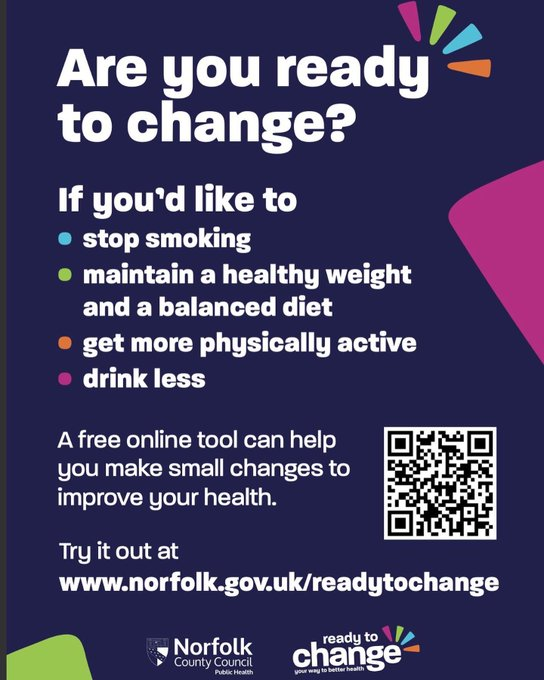 Are you ready
to change?
If you'd like to
stop smoking
maintain a healthy weight
and a balanced diet
get more physically active
drink less
A free online tool can help
you make small changes to
improve your health.
Try it out at
www.norfolk.gov.uk/readytochange
Norfolk
County Council
Public Health
ready to
change
your way to better health